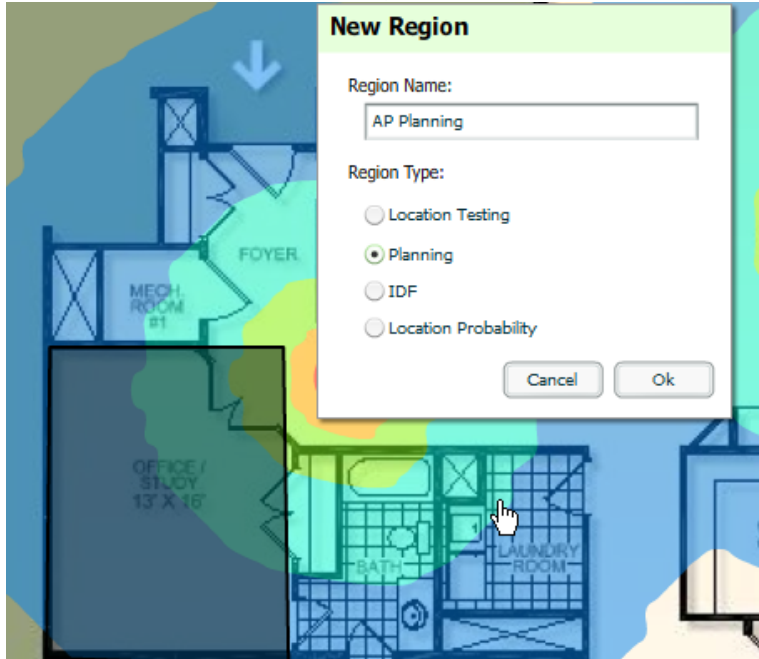 New Region
Region Name:
AP Planning
Region Type:
Location Testing
Planning
IDF
Location Probability
Cancel
Ok
FOYER
MECH.
ROOM
#1
OFFICE /
STUDY
13' X 16'
BATH
LAUNDRY
ROOM